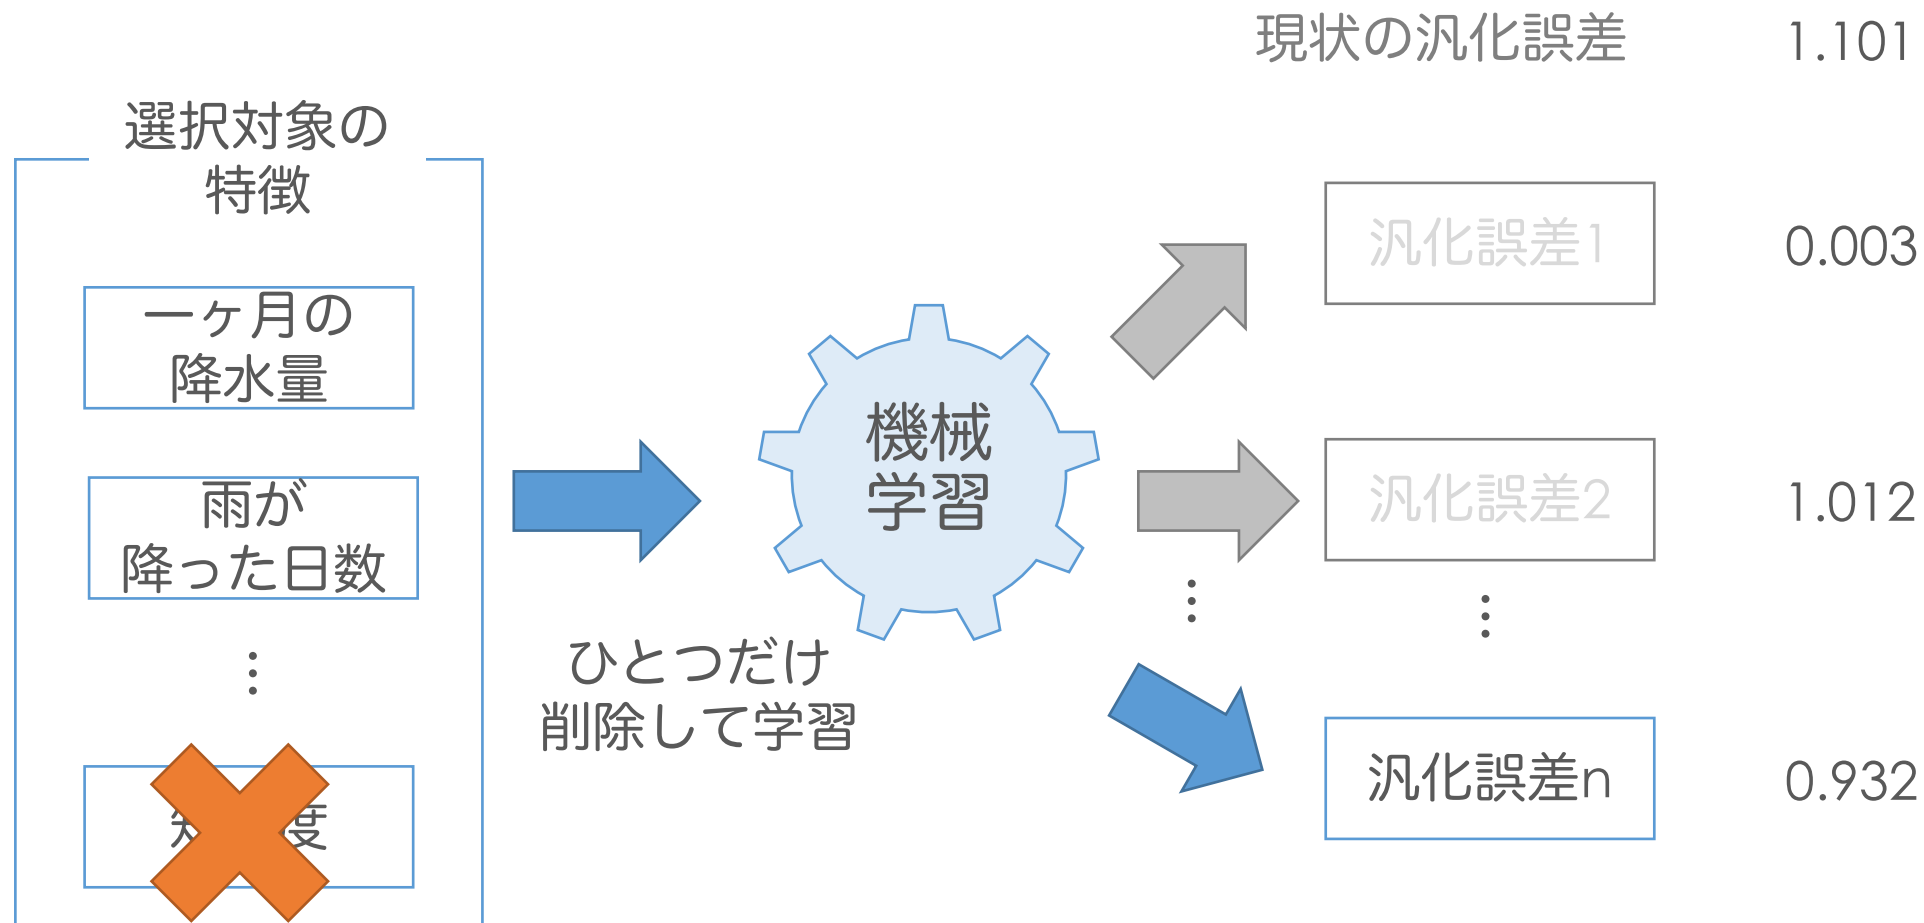 現状の汎化誤差 1.101
選択対象の
特徴
一ヶ月の
降水量
雨が
降った日数
⋮
機械
学習
ひとつだけ
削除して学習
汎化誤差1 0.003
汎化誤差2 1.012
⋮ ⋮
汎化誤差n 0.932